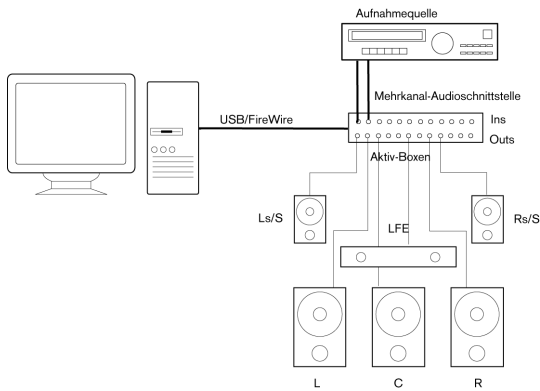 Aufnahmequelle
Mehrkanal-Audioschnittstelle
USB/FireWire
Ins
Outs
Aktiv-Boxen
Ls/S
LFE
Rs/S
L
C
R